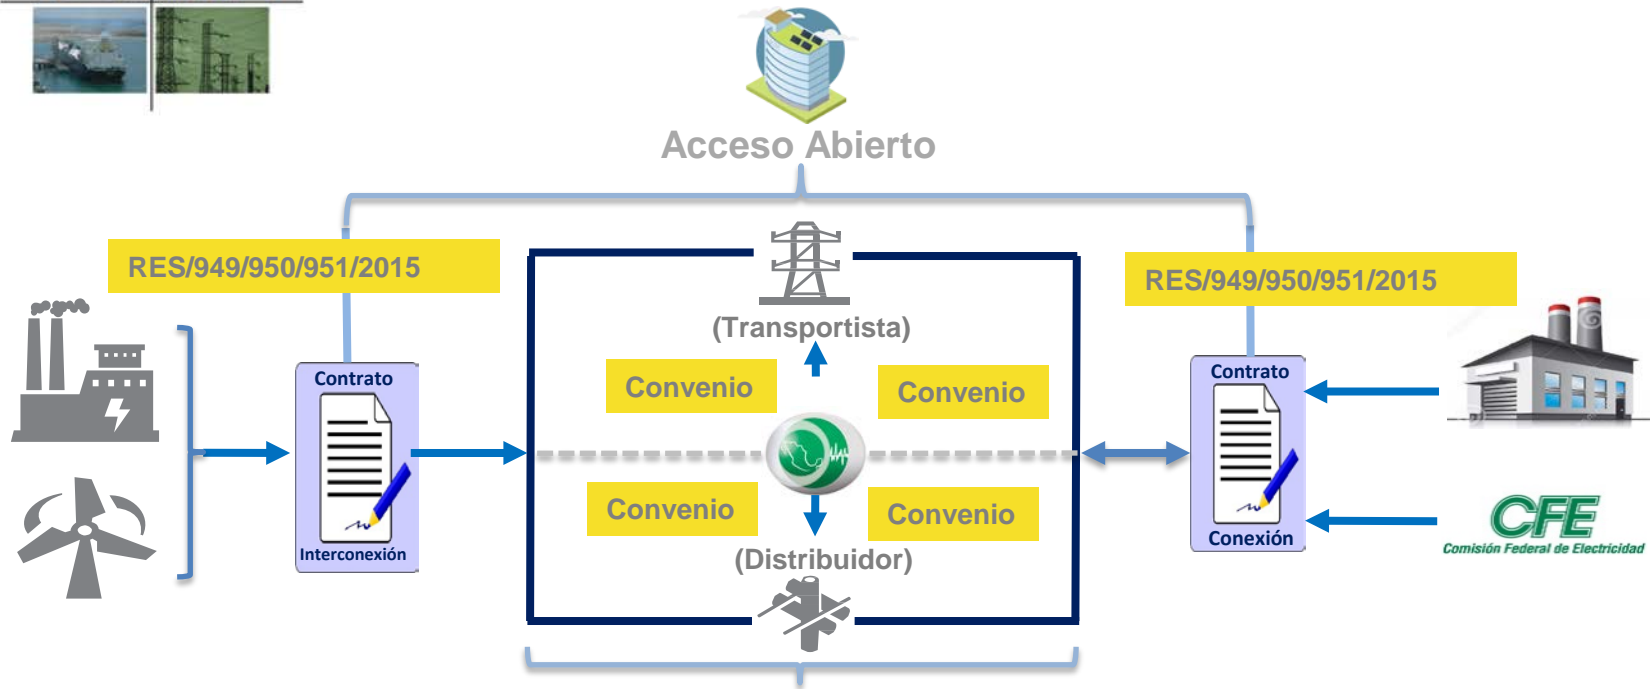 Acceso Abierto
RES/949/950/951/2015
RES/949/950/951/2015
(Transportista)
Contrato
Interconexión
Convenio
Convenio
Convenio
Convenio
(Distribuidor)
Contrato
Conexión
CFE
Comisión Federal de Electricidad